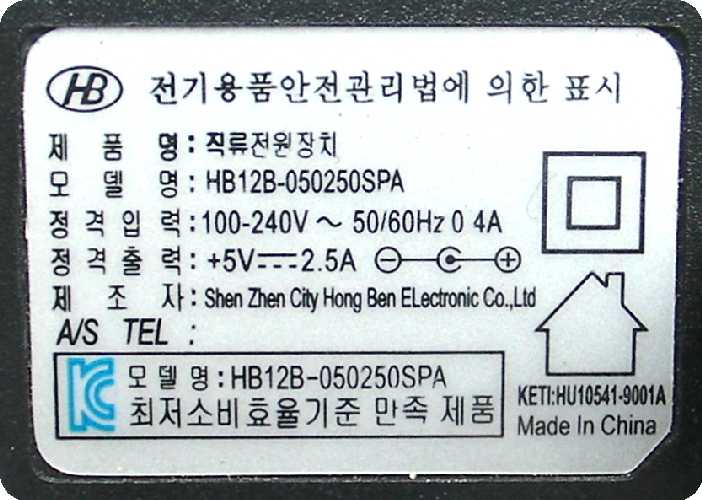 HB 전기용품안전관리법에 의한 표시
제 품 명 : 직류전원장치
모 델 명 : HB12B-050250SPA
정 격 입 력 : 100-240V ~ 50/60Hz 0 4A
정 격 출 력 : +5V⎓2.5A
제 조 자 : Shen Zhen City Hong Ben ELectronic Co.,Ltd
A/S TEL :
모 델 명 : HB12B-050250SPA
최저소비효율기준 만족 제품
KETI:HU10541-9001A
Made In China